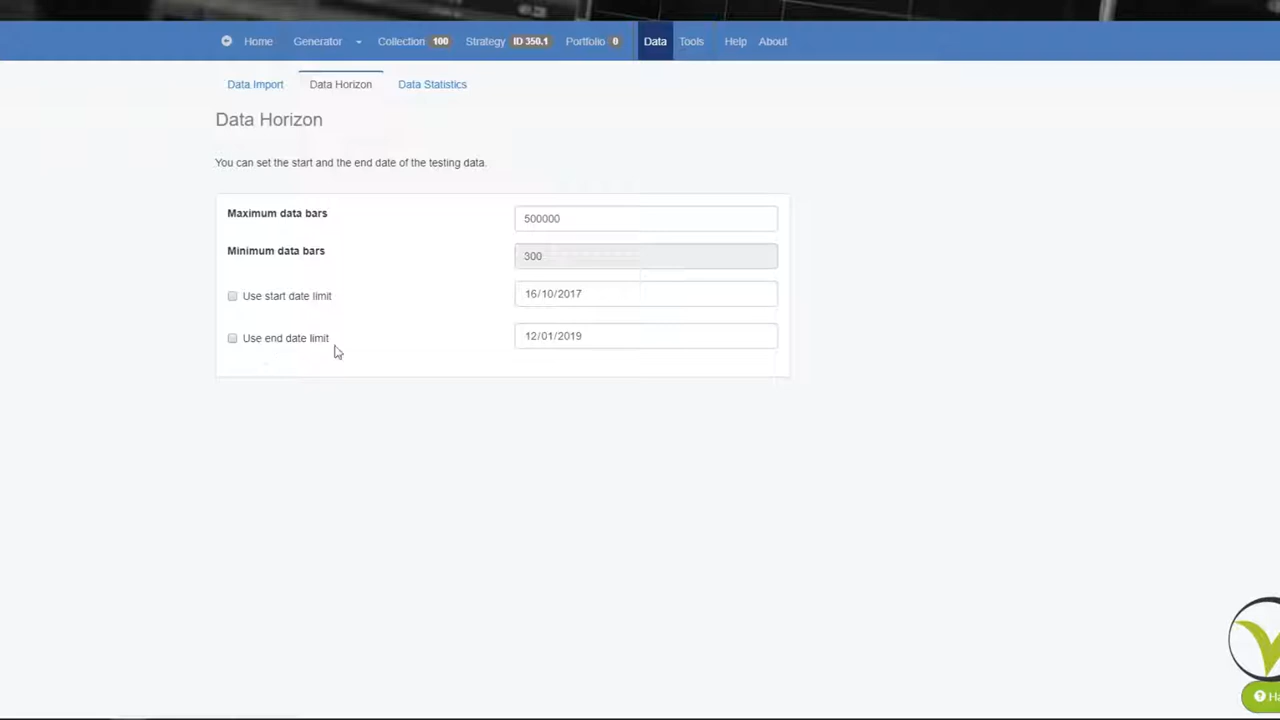 Home Generator Collection 100 Strategy ID 350.1 Portfolio 0 Data Tools Help About
Data Import Data Horizon Data Statistics
Data Horizon
You can set the start and the end date of the testing data.
Maximum data bars 500000
Minimum data bars 300
Use start date limit 16/10/2017
Use end date limit 12/01/2019